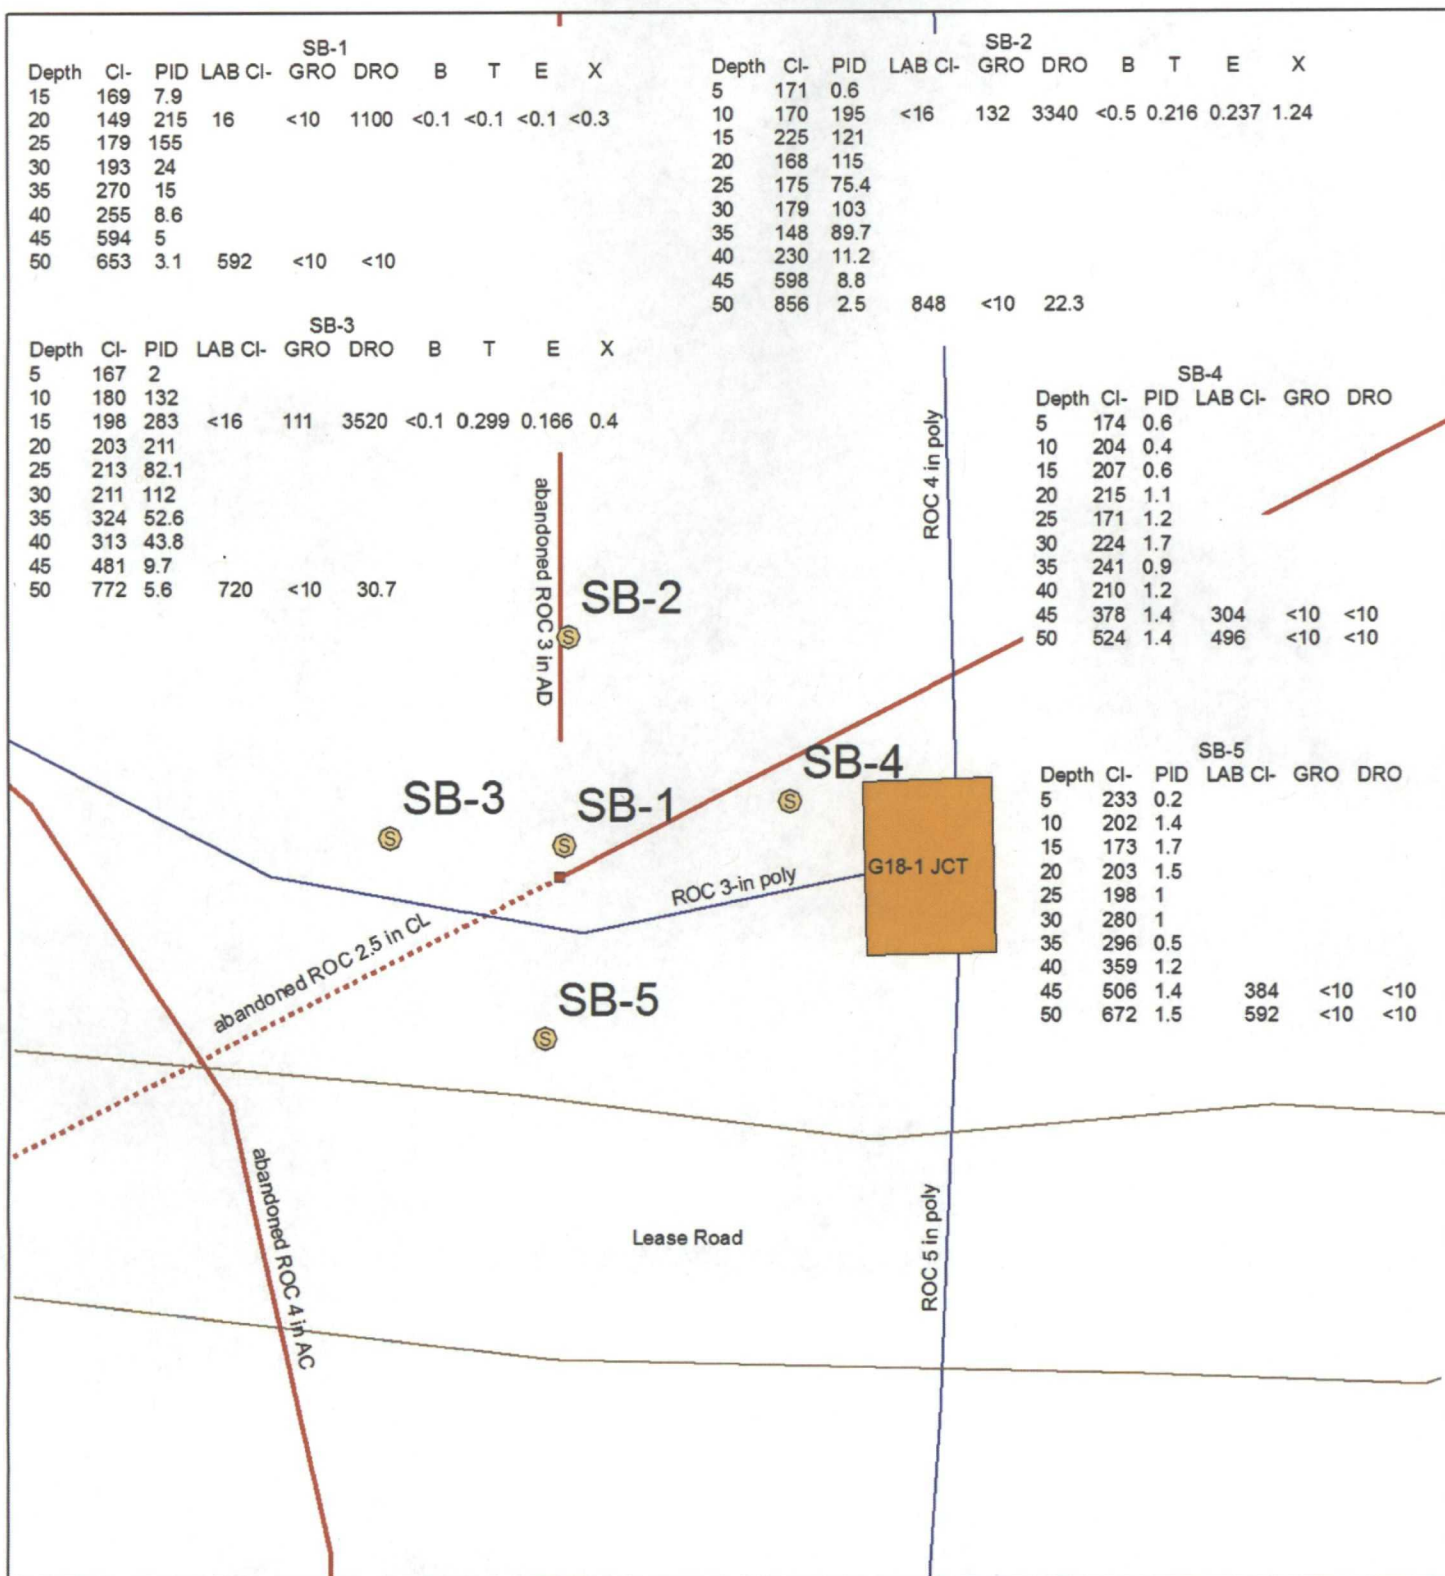 SB-1
Depth Cl- PID LAB Cl- GRO DRO B T E X
15 169 7.9
20 149 215 16 <10 1100 <0.1 <0.1 <0.1 <0.3
25 179 155
30 193 24
35 270 15
40 255 8.6
45 594 5
50 653 3.1 592 <10 <10
SB-2
Depth Cl- PID LAB Cl- GRO DRO B T E X
5 171 0.6
10 170 195 <16 132 3340 <0.5 0.216 0.237 1.24
15 225 121
20 168 115
25 175 75.4
30 179 103
35 148 89.7
40 230 11.2
45 598 8.8
50 856 2.5 848 <10 22.3
SB-3
Depth Cl- PID LAB Cl- GRO DRO B T E X
5 167 2
10 180 132
15 198 283 <16 111 3520 <0.1 0.299 0.166 0.4
20 203 211
25 213 82.1
30 211 112
35 324 52.6
40 313 43.8
45 481 9.7
50 772 5.6 720 <10 30.7
SB-4
Depth Cl- PID LAB Cl- GRO DRO
5 174 0.6
10 204 0.4
15 207 0.6
20 215 1.1
25 171 1.2
30 224 1.7
35 241 0.9
40 210 1.2
45 378 1.4 304 <10 <10
50 524 1.4 496 <10 <10
SB-5
Depth Cl- PID LAB Cl- GRO DRO
5 233 0.2
10 202 1.4
15 173 1.7
20 203 1.5
25 198 1
30 280 1
35 296 0.5
40 359 1.2
45 506 1.4 384 <10 <10
50 672 1.5 592 <10 <10
abandoned ROC 3 in AD
ROC 4 in poly
SB-2
S
SB-4
S
SB-3
S
SB-1
S
G18-1 JCT
ROC 3-in poly
abandoned ROC 2.5 in CL
SB-5
S
abandoned ROC 4 in AC
ROC 5 in poly
Lease Road